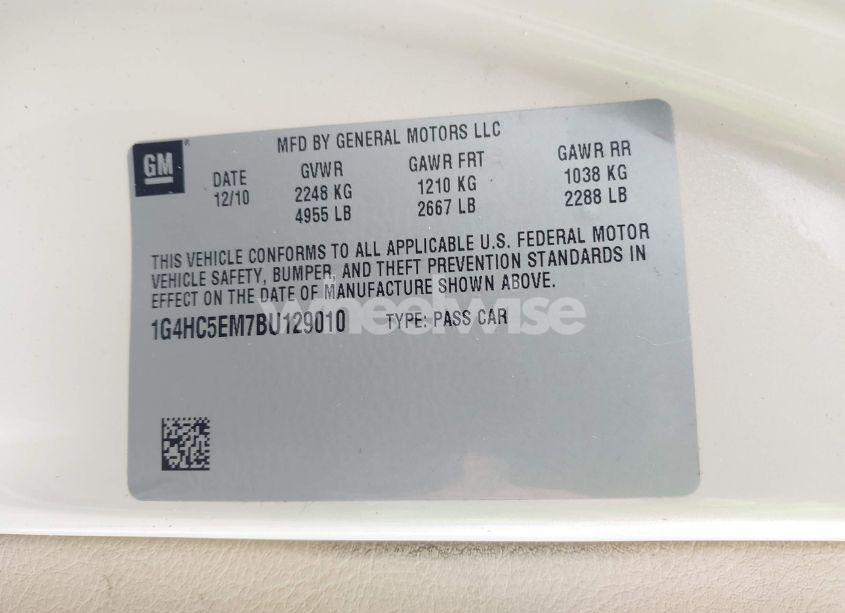 GM
MFD BY GENERAL MOTORS LLC
DATE GVWR GAWR FRT GAWR RR
12/10 2248 KG 1210 KG 1038 KG
4955 LB 2667 LB 2288 LB
THIS VEHICLE CONFORMS TO ALL APPLICABLE U.S. FEDERAL MOTOR
VEHICLE SAFETY, BUMPER, AND THEFT PREVENTION STANDARDS IN
EFFECT ON THE DATE OF MANUFACTURE SHOWN ABOVE.
1G4HC5EM7BU129010 TYPE: PASS CAR
wheelwise